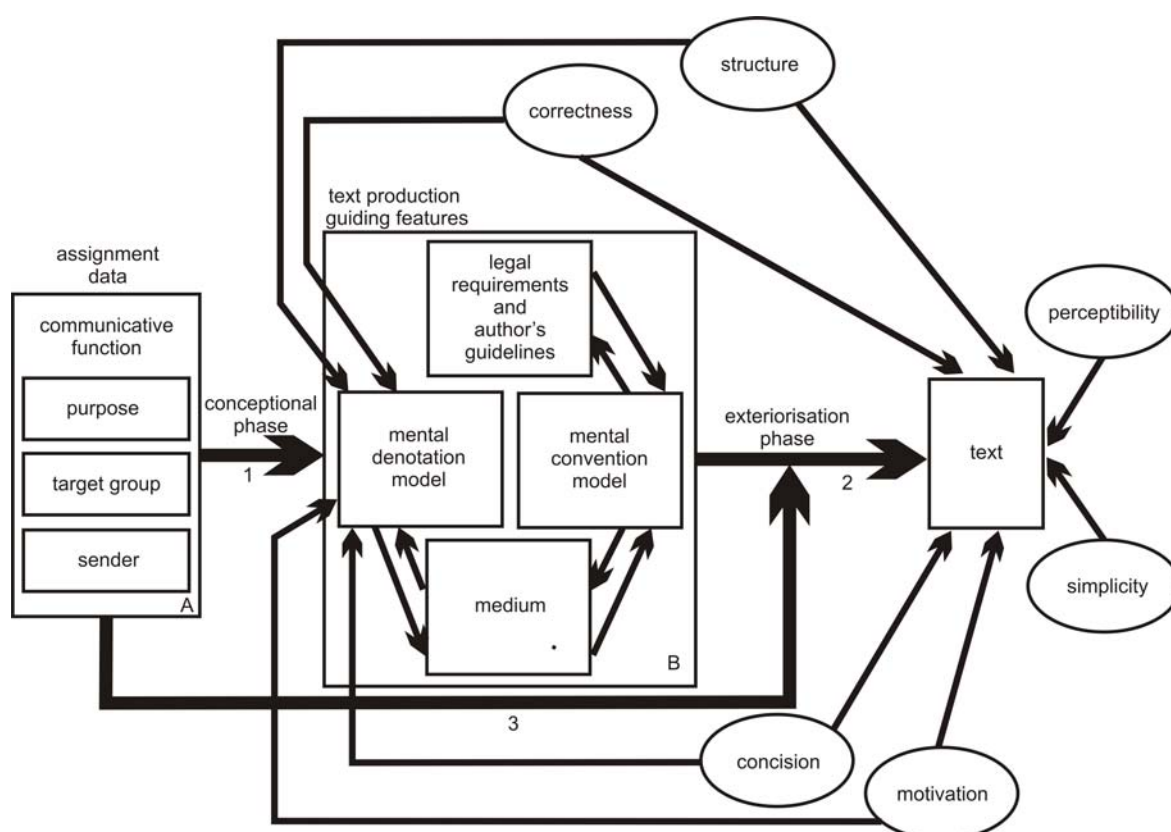 structure
correctness
text production
guiding features
assignment
data
legal
requirements
and
author's
guidelines
communicative
function
perceptibility
purpose
conceptional
phase
exteriorisation
phase
mental
denotation
model
mental
convention
model
text
1
2
target group
sender
A
medium
simplicity
B
3
concision
motivation